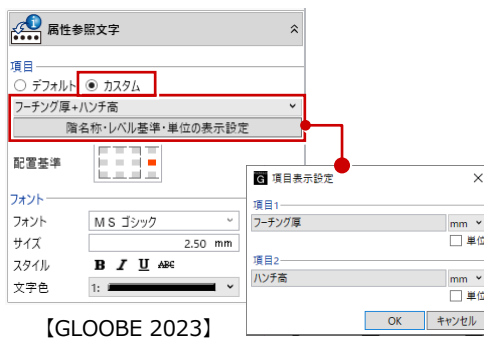 属性参照文字
項目
デフォルト カスタム
フーチング厚+ハンチ高
階名称・レベル基準・単位の表示設定
配置基準
フォント
フォント MS ゴシック
サイズ 2.50 mm
スタイル B I U ABC
文字色 1:
【GLOOBE 2023】
G 項目表示設定
項目1
フーチング厚 mm
単位
項目2
ハンチ高 mm
単位
OK キャンセル